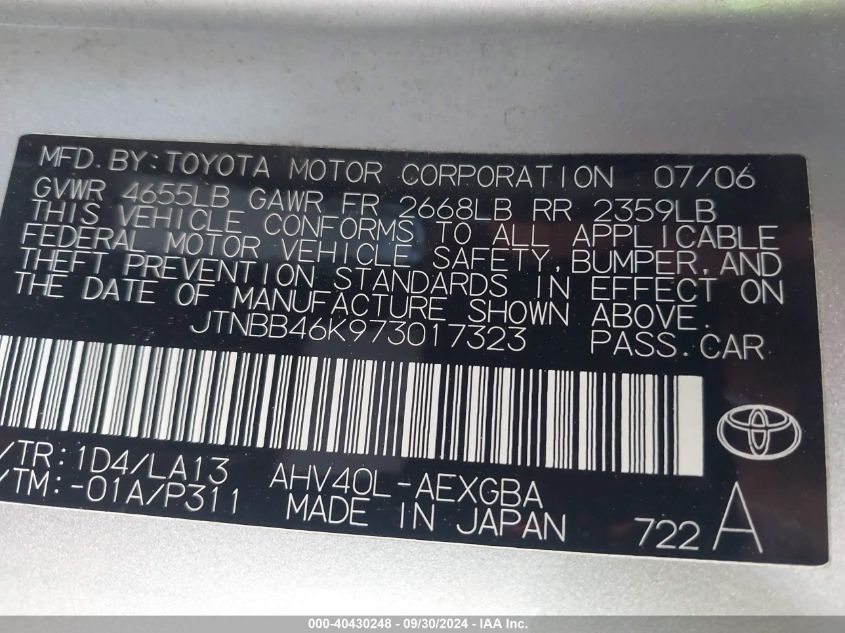 MFD. BY: TOYOTA MOTOR CORPORATION 07/06
GVWR 4655LB GAWR FR 2668LB RR 2359LB
THIS VEHICLE CONFORMS TO ALL APPLICABLE
FEDERAL MOTOR VEHICLE SAFETY, BUMPER, AND
THEFT PREVENTION STANDARDS IN EFFECT ON
THE DATE OF MANUFACTURE SHOWN ABOVE.
JTNBB46K973017323 PASS. CAR
/TR: 1D4/LA13 AHV40L-AEXGBA
/TM: -01A/P311 MADE IN JAPAN 722 A
000-40430248 - 09/30/2024 - IAA Inc.